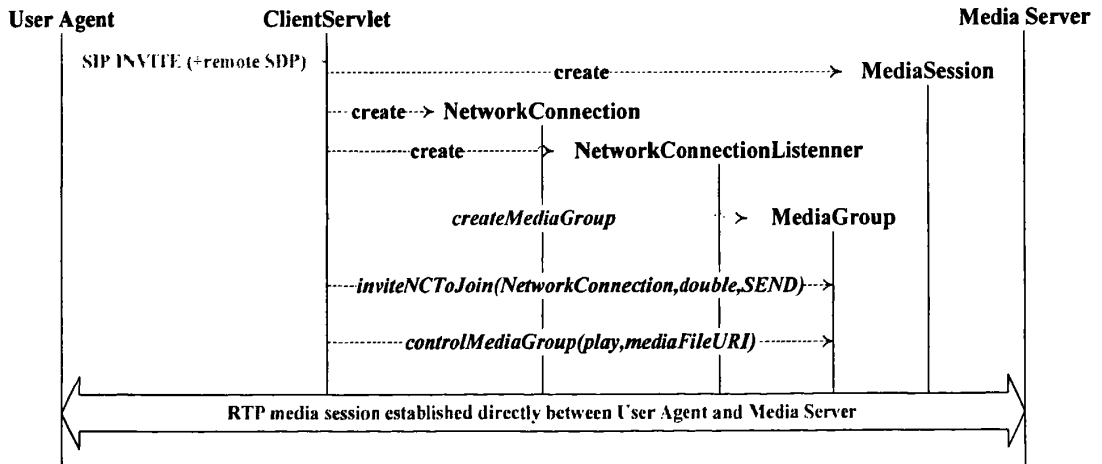 User Agent ClientServlet Media Server
SIP INVITE (+remote SDP)
create MediaSession
create NetworkConnection
create NetworkConnectionListenner
createMediaGroup MediaGroup
inviteNCToJoin(NetworkConnection,double,SEND)
controlMediaGroup(play,mediaFileURI)
RTP media session established directly between User Agent and Media Server